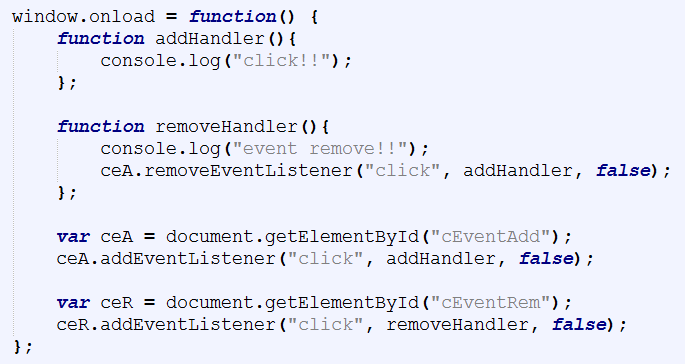 window.onload = function() {
    function addHandler(){
        console.log("click!!");
    };

    function removeHandler(){
        console.log("event remove!!");
        ceA.removeEventListener("click", addHandler, false);
    };

    var ceA = document.getElementById("cEventAdd");
    ceA.addEventListener("click", addHandler, false);

    var ceR = document.getElementById("cEventRem");
    ceR.addEventListener("click", removeHandler, false);
};